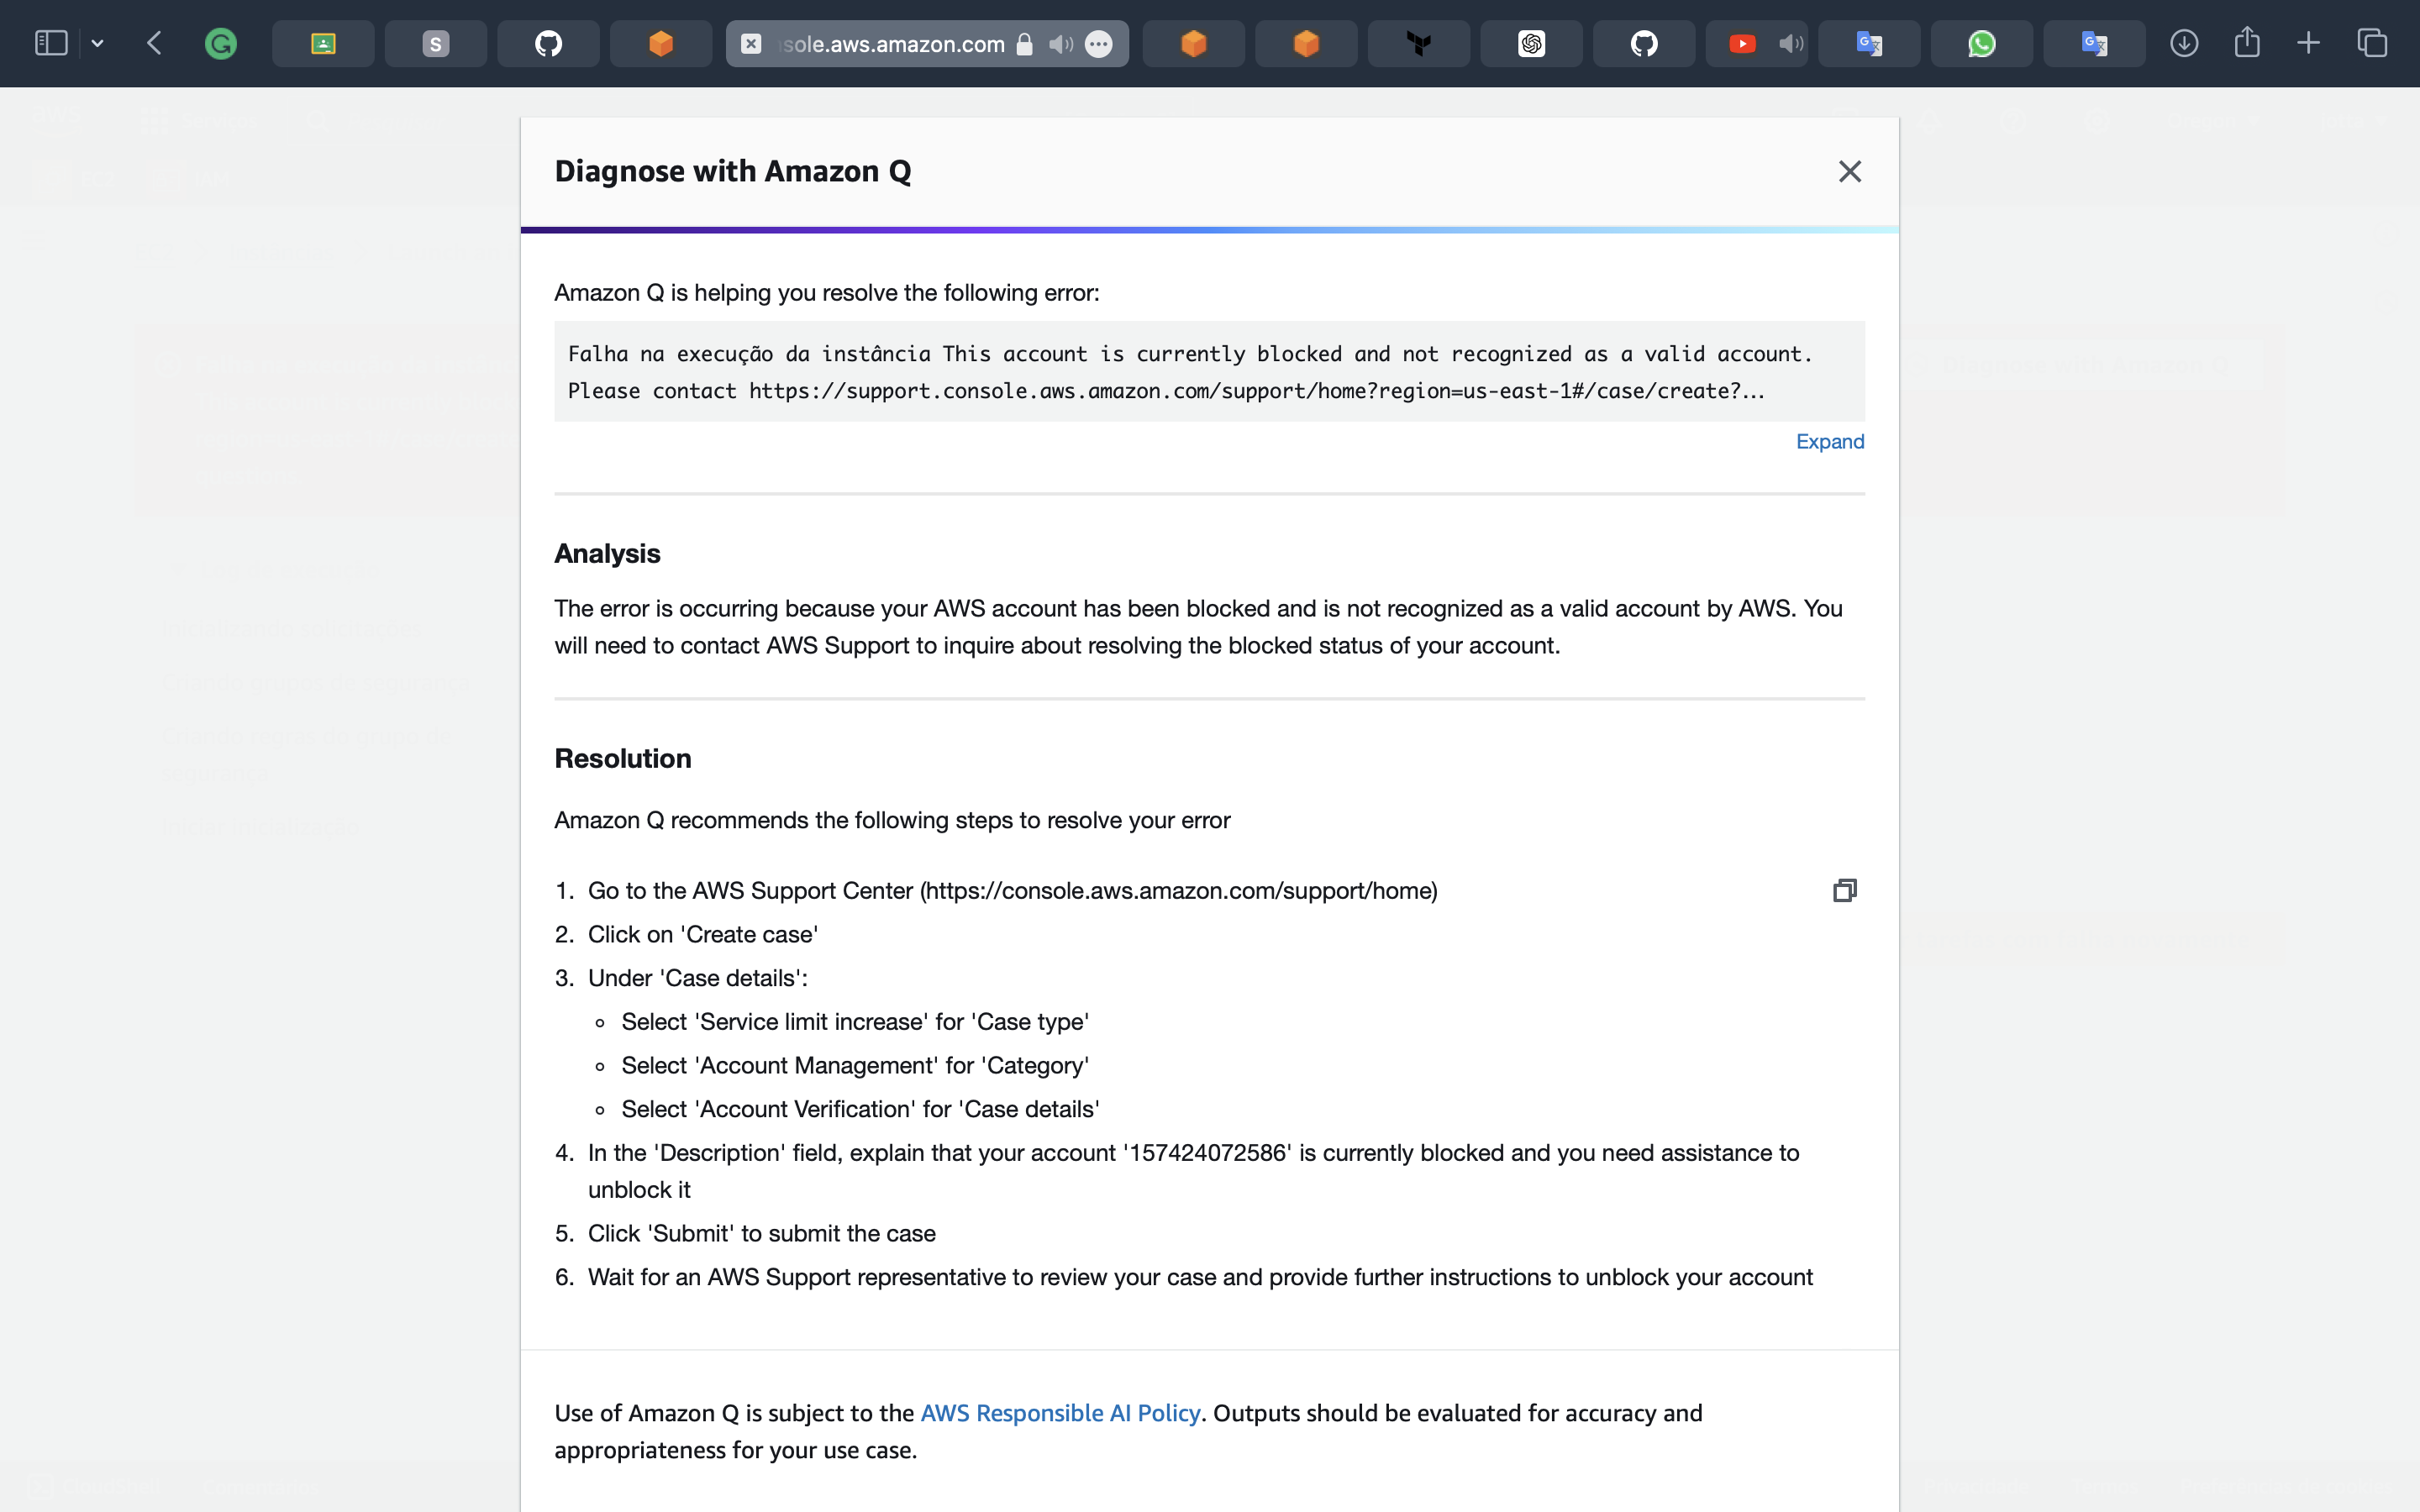 sole.aws.amazon.com
S
Diagnose with Amazon Q
Amazon Q is helping you resolve the following error:
Falha na execução da instância This account is currently blocked and not recognized as a valid account.
Please contact https://support.console.aws.amazon.com/support/home?region=us-east-1#/case/create?...
Expand
Analysis
The error is occurring because your AWS account has been blocked and is not recognized as a valid account by AWS. You
will need to contact AWS Support to inquire about resolving the blocked status of your account.
Resolution
Amazon Q recommends the following steps to resolve your error
1. Go to the AWS Support Center (https://console.aws.amazon.com/support/home)
2. Click on 'Create case'
3. Under 'Case details':
Select 'Service limit increase' for 'Case type'
Select 'Account Management' for 'Category'
Select 'Account Verification' for 'Case details'
4. In the 'Description' field, explain that your account '157424072586' is currently blocked and you need assistance to
unblock it
5. Click 'Submit' to submit the case
6. Wait for an AWS Support representative to review your case and provide further instructions to unblock your account
Use of Amazon Q is subject to the AWS Responsible AI Policy. Outputs should be evaluated for accuracy and
appropriateness for your use case.